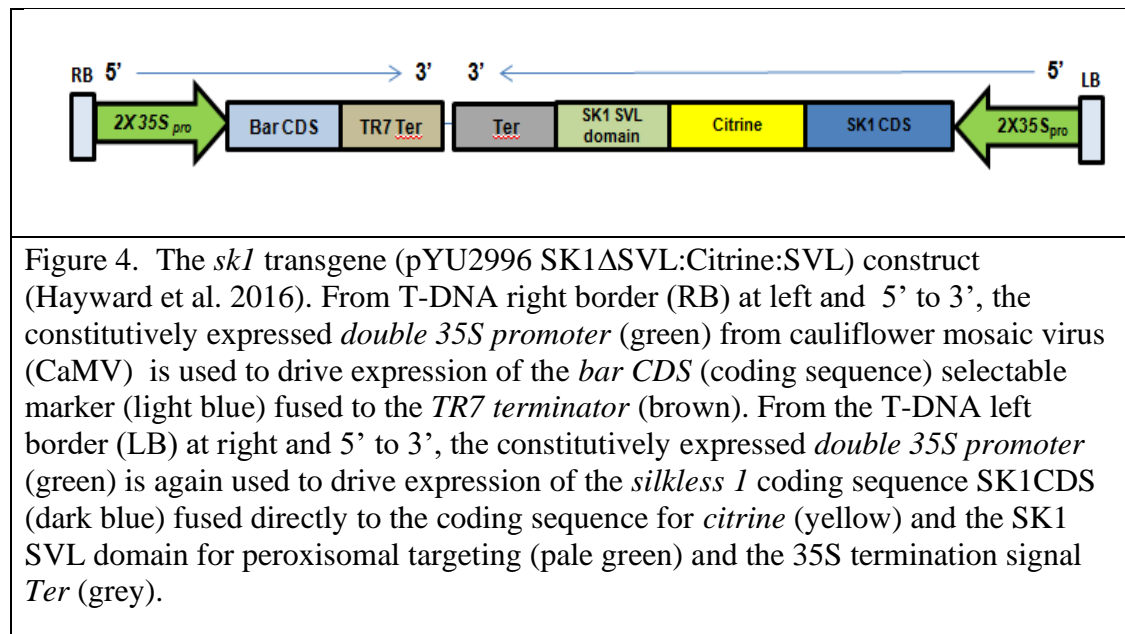 RB 5’ 3’ 3’ 5’ LB
2X 35S pro Bar CDS TR7 Ter Ter SK1 SVL domain Citrine SK1 CDS 2X35Spro
Figure 4. The sk1 transgene (pYU2996 SK1ΔSVL:Citrine:SVL) construct
(Hayward et al. 2016). From T-DNA right border (RB) at left and 5’ to 3’, the
constitutively expressed double 35S promoter (green) from cauliflower mosaic virus
(CaMV) is used to drive expression of the bar CDS (coding sequence) selectable
marker (light blue) fused to the TR7 terminator (brown). From the T-DNA left
border (LB) at right and 5’ to 3’, the constitutively expressed double 35S promoter
(green) is again used to drive expression of the silkless 1 coding sequence SK1CDS
(dark blue) fused directly to the coding sequence for citrine (yellow) and the SK1
SVL domain for peroxisomal targeting (pale green) and the 35S termination signal
Ter (grey).